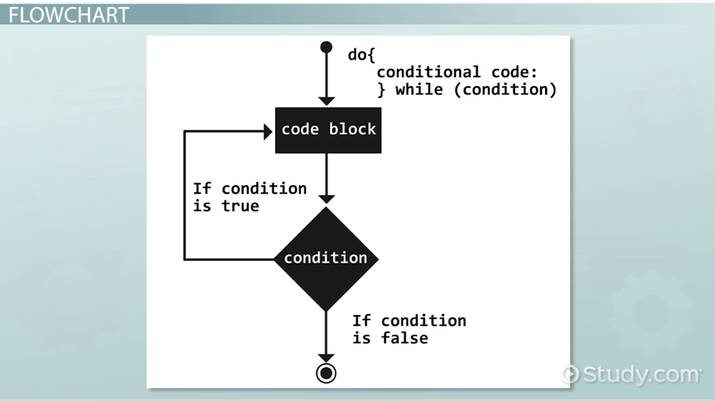 FLOWCHART
do{
conditional code:
} while (condition)
code block
If condition
is true
condition
If condition
is false
Study.com